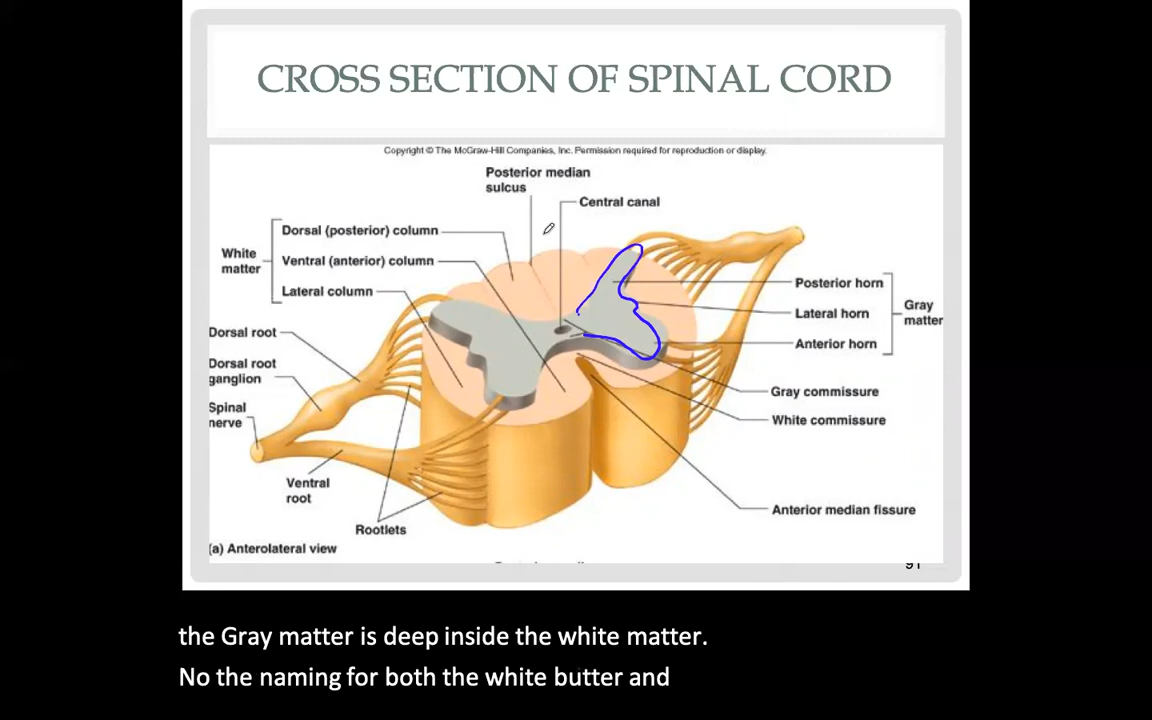 CROSS SECTION OF SPINAL CORD
Copyright © The McGraw-Hill Companies, Inc. Permission required for reproduction or display.
Posterior median
sulcus
Central canal
Dorsal (posterior) column
White
matter
Ventral (anterior) column
Lateral column
Posterior horn
Lateral horn
Gray
matter
Anterior horn
Dorsal root
Dorsal root
ganglion
Spinal
nerve
Gray commissure
White commissure
Ventral
root
Rootlets
Anterior median fissure
(a) Anterolateral view
91
the Gray matter is deep inside the white matter.
No the naming for both the white butter and